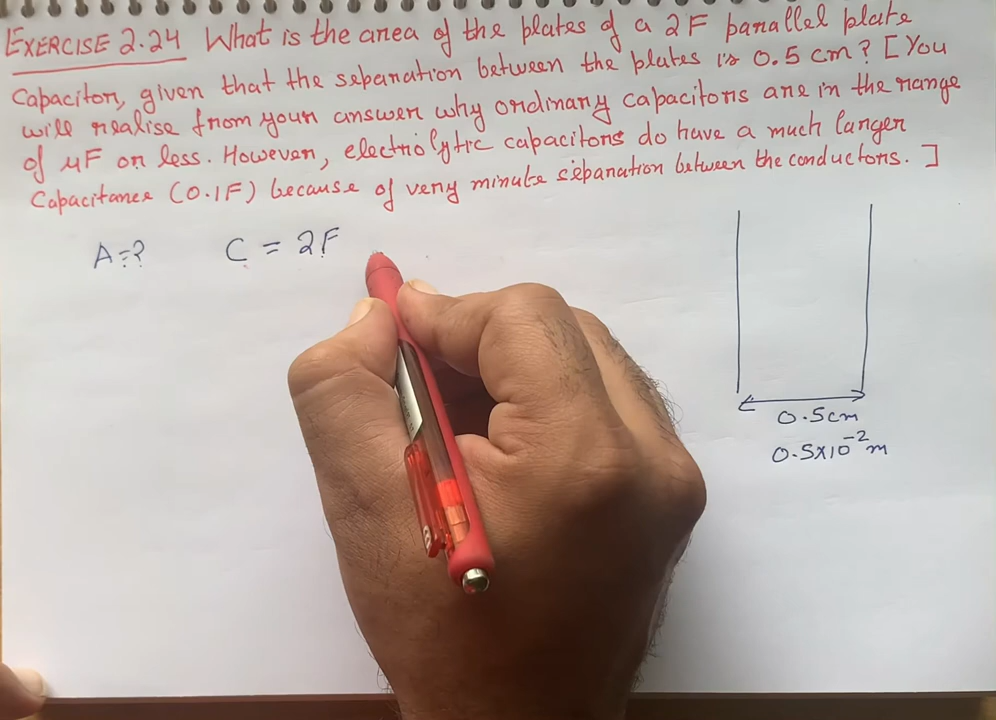 EXERCISE 2.24 What is the area of the plates of a 2F parallel plate
Capacitor, given that the separation between the plates is 0.5 cm? [You
will realise from your answer why ordinary capacitors are in the range
of μF or less. However, electrolytic capacitors do have a much larger
Capacitance (0.1F) because of very minute separation between the conductors. ]
A=? C = 2F
0.5cm
0.5×10⁻² m